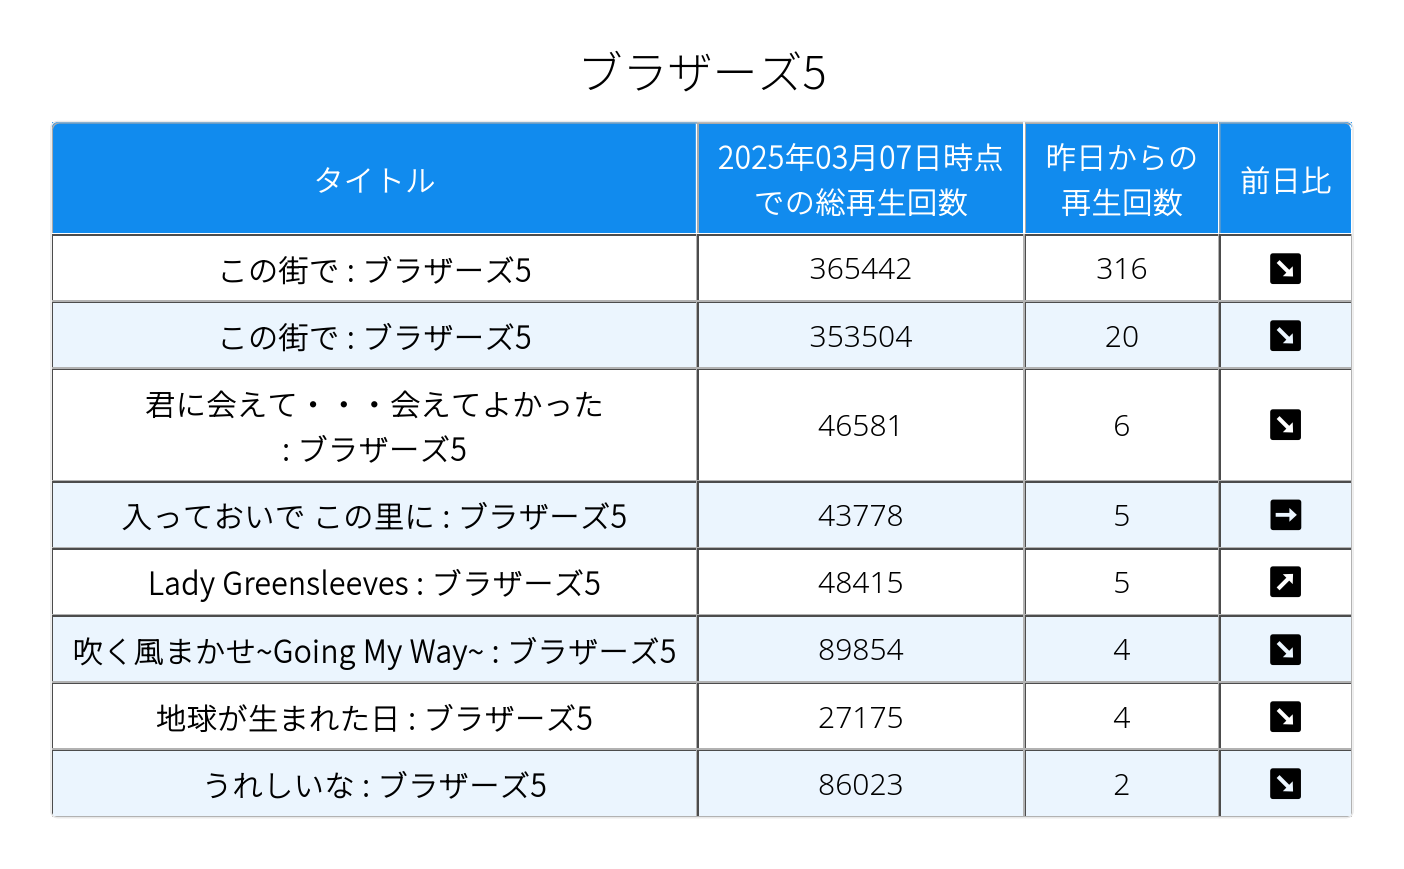 ブラザーズ5
タイトル
2025年03月07日時点
での総再生回数
昨日からの
再生回数
前日比
この街で : ブラザーズ5
365442
316
この街で : ブラザーズ5
353504
20
君に会えて・・・会えてよかった
: ブラザーズ5
46581
6
入っておいで この里に : ブラザーズ5
43778
5
Lady Greensleeves : ブラザーズ5
48415
5
吹く風まかせ~Going My Way~ : ブラザーズ5
89854
4
地球が生まれた日 : ブラザーズ5
27175
4
うれしいな : ブラザーズ5
86023
2